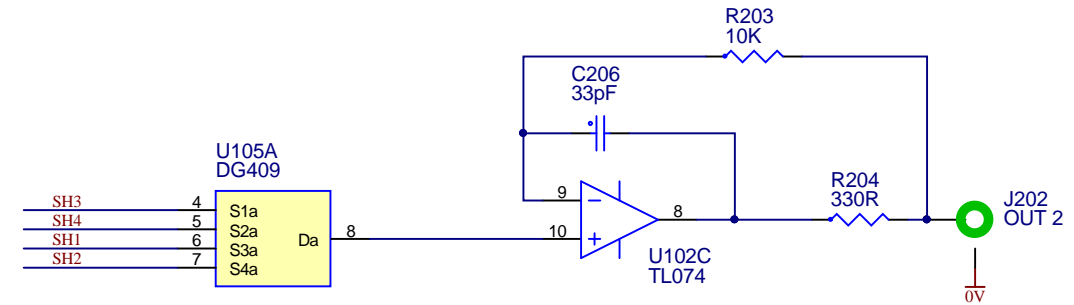 R203
10K
C206
33pF
U105A
DG409
SH3 4 S1a
SH4 5 S2a
SH1 6 S3a
SH2 7 S4a
Da 8
9
10
8
U102C
TL074
R204
330R
J202
OUT 2
0V